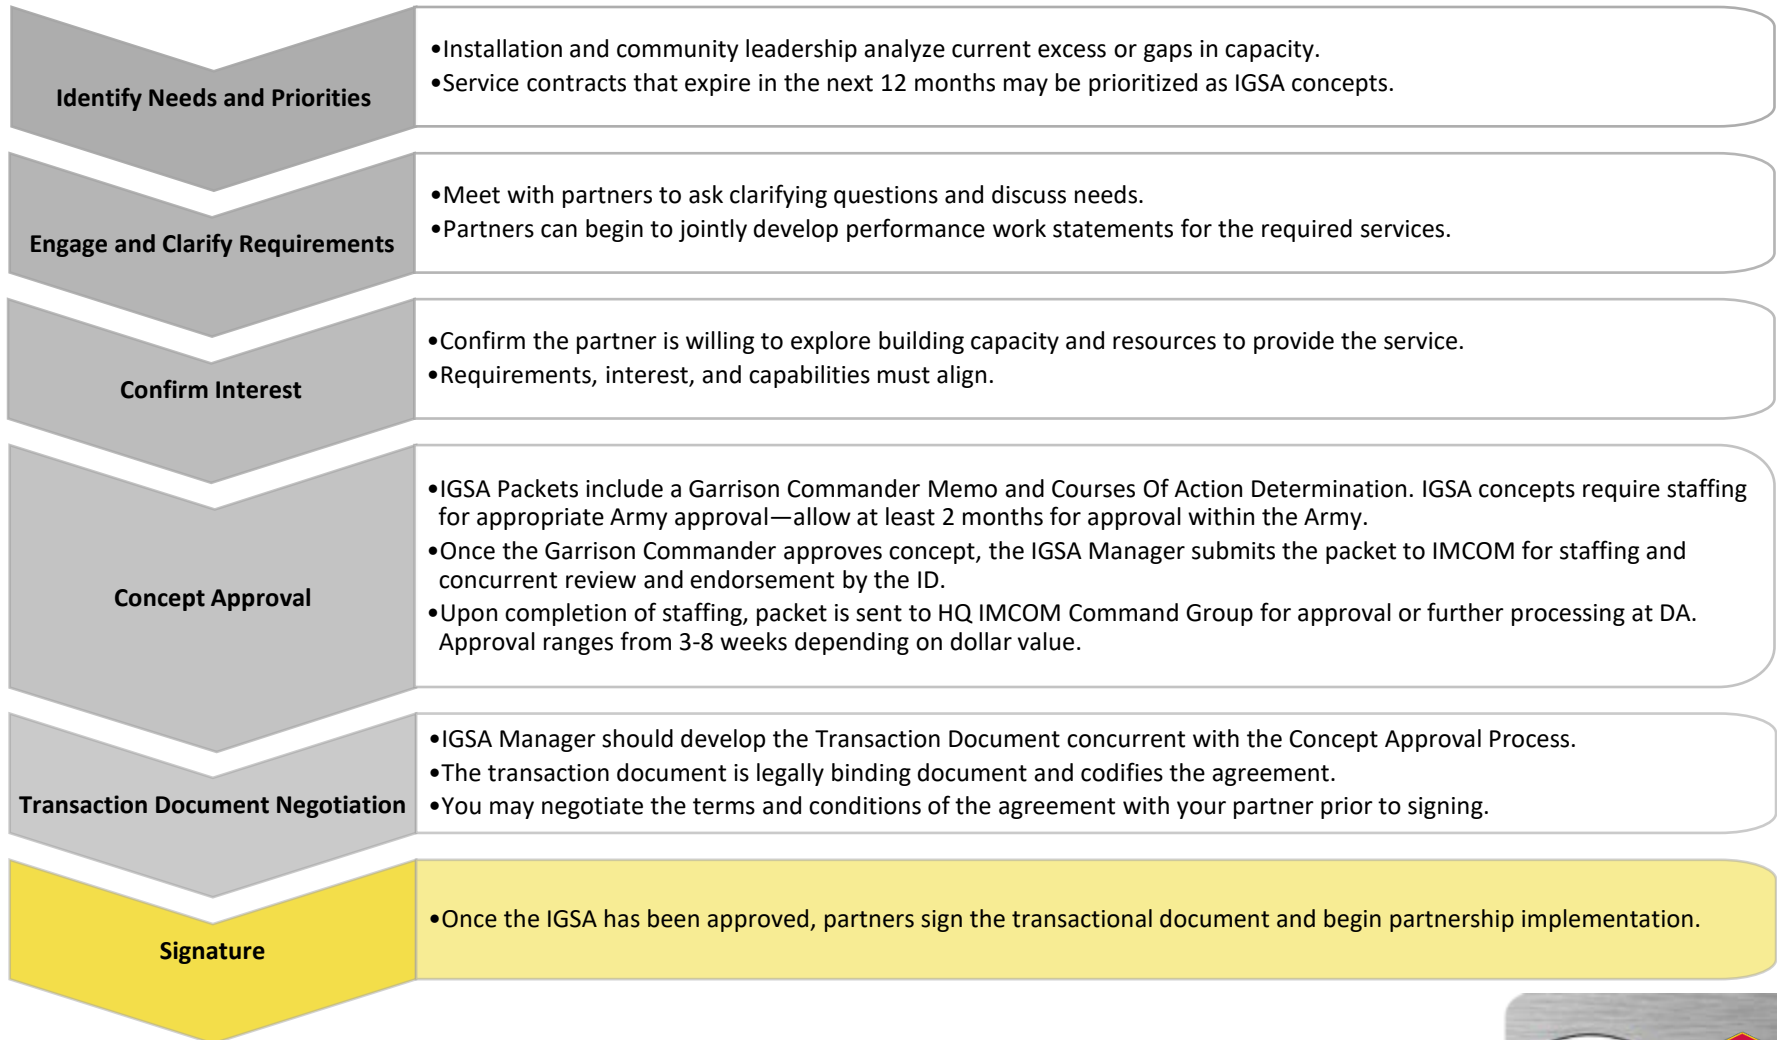 Identify Needs and Priorities
•Installation and community leadership analyze current excess or gaps in capacity.
•Service contracts that expire in the next 12 months may be prioritized as IGSA concepts.
Engage and Clarify Requirements
•Meet with partners to ask clarifying questions and discuss needs.
•Partners can begin to jointly develop performance work statements for the required services.
Confirm Interest
•Confirm the partner is willing to explore building capacity and resources to provide the service.
•Requirements, interest, and capabilities must align.
Concept Approval
•IGSA Packets include a Garrison Commander Memo and Courses Of Action Determination. IGSA concepts require staffing
for appropriate Army approval—allow at least 2 months for approval within the Army.
•Once the Garrison Commander approves concept, the IGSA Manager submits the packet to IMCOM for staffing and
concurrent review and endorsement by the ID.
•Upon completion of staffing, packet is sent to HQ IMCOM Command Group for approval or further processing at DA.
Approval ranges from 3-8 weeks depending on dollar value.
Transaction Document Negotiation
•IGSA Manager should develop the Transaction Document concurrent with the Concept Approval Process.
•The transaction document is legally binding document and codifies the agreement.
•You may negotiate the terms and conditions of the agreement with your partner prior to signing.
Signature
•Once the IGSA has been approved, partners sign the transactional document and begin partnership implementation.